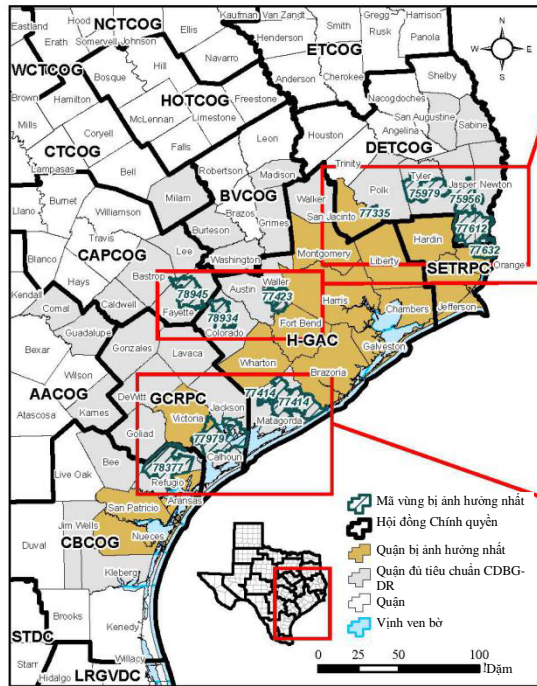 NCTCOG
Kaufman
Van Zandt
Gregg
Harrison
Eastland
Hood
Erath
Somervell
Johnson
Ellis
Henderson
Smith
Rusk
Panola
ETCOG
N
W
E
S
WCTCOG
Bosque
Hill
Navarro
Anderson
Cherokee
Shelby
Brown
Hamilton
HOTCOG
Freestone
Nacogdoches
Mills
McLennan
Limestone
San Augustine
CTCOG
Coryell
Leon
Houston
Angelina
Sabine
Lampasas
Bell
Falls
DETCOG
Robertson
Madison
Trinity
Tyler
Jasper
Newton
Burnet
Milam
BVCOG
Walker
Polk
75979
75956
Llano
Williamson
Brazos
77335
Burleson
Grimes
San Jacinto
77612
Travis
Lee
Montgomery
Hardin
77632
Blanco
CAPCOG
Washington
Liberty
Orange
Hays
Bastrop
SETRPC
Kendall
Waller
Comal
Caldwell
78945
Austin
77423
Harris
Chambers
Jefferson
Fayette
78934
Guadalupe
Colorado
Fort Bend
Bexar
Gonzales
H-GAC
Galveston
Lavaca
Wilson
Wharton
AACOG
Brazoria
DeWitt
GCRPC
77414
Atascosa
Karnes
Victoria
Jackson
77414
Goliad
Matagorda
77979
Calhoun
Bee
78377
Live Oak
Refugio
Aransas
San Patricio
Jim Wells
Duval
Nueces
CBCOG
Kleberg
Brooks
Kenedy
STDC
Starr
Willacy
Hidalgo
LRGVDC
Mã vùng bị ảnh hưởng nhất
Hội đồng Chính quyền
Quận bị ảnh hưởng nhất
Quận đủ tiêu chuẩn CDBG-
DR
Quận
Vịnh ven bờ
0
25
50
100
Dặm